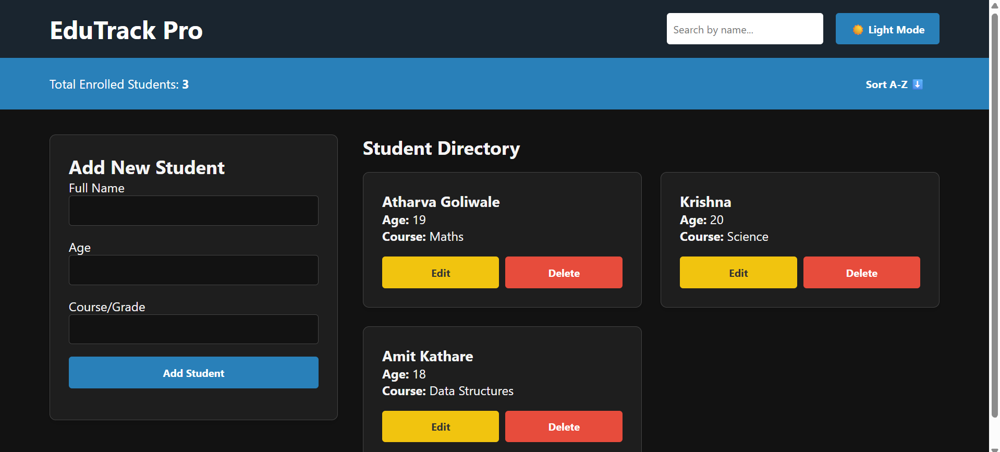 EduTrack Pro
Search by name...
Light Mode
Total Enrolled Students: 3
Sort A-Z
Add New Student
Full Name
Age
Course/Grade
Add Student
Student Directory
Atharva Goliwale
Age: 19
Course: Maths
Edit
Delete
Krishna
Age: 20
Course: Science
Edit
Delete
Amit Kathare
Age: 18
Course: Data Structures
Edit
Delete